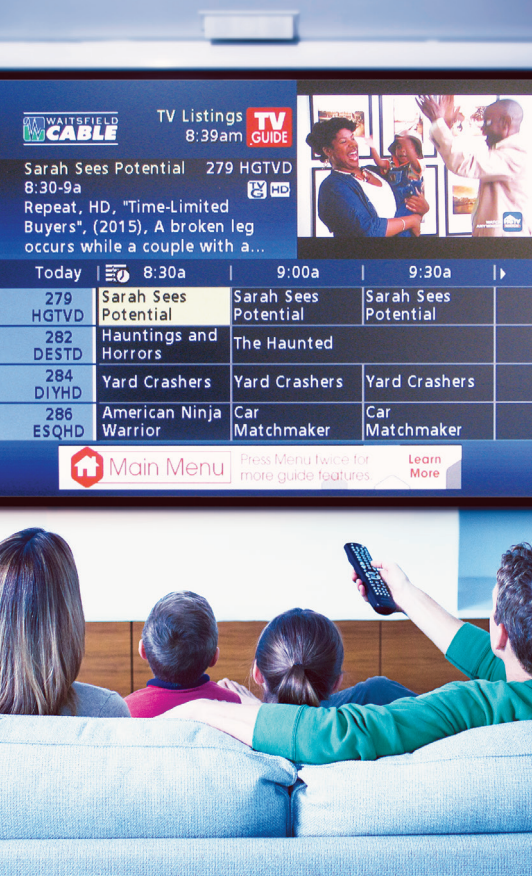 WAITSFIELD
CABLE
TV Listings
8:39am
TV
GUIDE
Sarah Sees Potential 279 HGTVD
8:30-9a
TV
G HD
Repeat, HD, "Time-Limited
Buyers", (2015), A broken leg
occurs while a couple with a...
Today 8:30a 9:00a 9:30a
279
HGTVD
Sarah Sees
Potential
Sarah Sees
Potential
Sarah Sees
Potential
282
DESTD
Hauntings and
Horrors
The Haunted
284
DIYHD
Yard Crashers
Yard Crashers
Yard Crashers
286
ESQHD
American Ninja
Warrior
Car
Matchmaker
Car
Matchmaker
Main Menu
Press Menu twice for
more guide features.
Learn
More